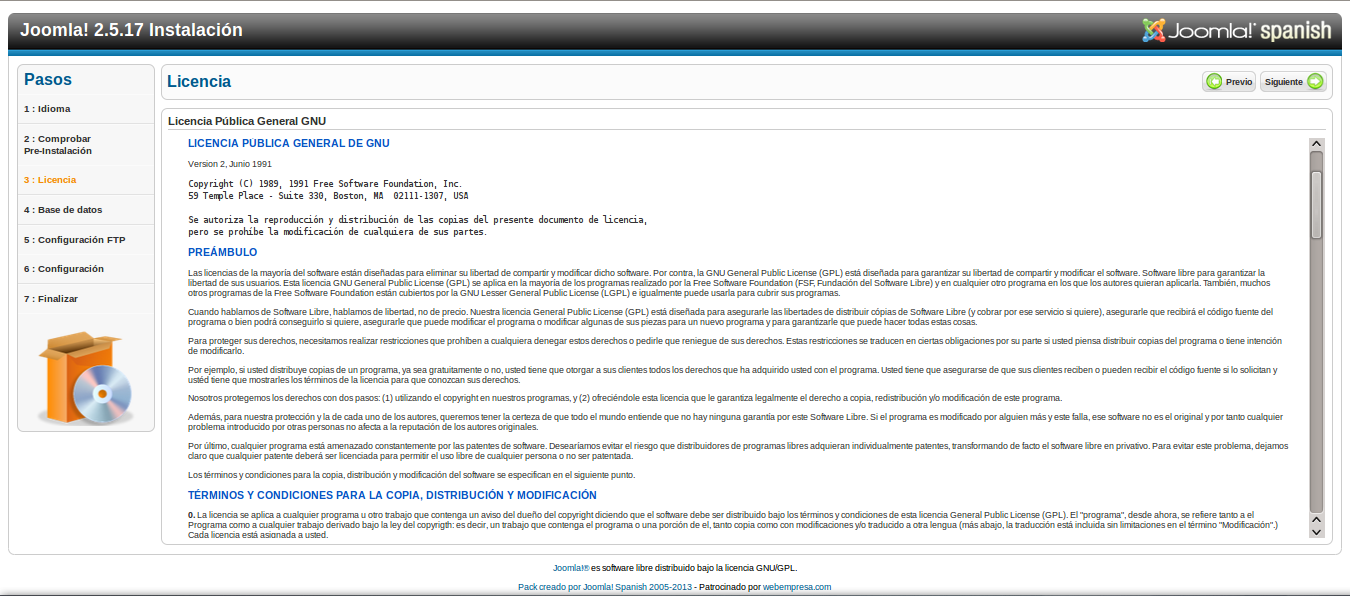 Joomla! 2.5.17 Instalación
Joomla! spanish
Pasos
1 : Idioma
2 : Comprobar
Pre-Instalación
3 : Licencia
4 : Base de datos
5 : Configuración FTP
6 : Configuración
7 : Finalizar
Licencia
Previo
Siguiente
Licencia Pública General GNU
LICENCIA PUBLICA GENERAL DE GNU
Version 2, Junio 1991
Copyright (C) 1989, 1991 Free Software Foundation, Inc.
59 Temple Place - Suite 330, Boston, MA  02111-1307, USA
Se autoriza la reproducción y distribución de las copias del presente documento de licencia,
pero se prohíbe la modificación de cualquiera de sus partes.
PREÁMBULO
Las licencias de la mayoría del software están diseñadas para eliminar su libertad de compartir y modificar dicho software. Por contra, la GNU General Public License (GPL) está diseñada para garantizar su libertad de compartir y modificar el software. Software libre para garantizar la
libertad de sus usuarios. Esta licencia GNU General Public License (GPL) se aplica en la mayoría de los programas realizado por la Free Software Foundation (FSF, Fundación del Software Libre) y en cualquier otro programa en los que los autores quieran aplicarla. También, muchos
otros programas de la Free Software Foundation están cubiertos por la GNU Lesser General Public License (LGPL) e igualmente puede usarla para cubrir sus programas.
Cuando hablamos de Software Libre, hablamos de libertad, no de precio. Nuestra licencia General Public License (GPL) está diseñada para asegurarle las libertades de distribuir cópias de Software Libre (y cobrar por ese servicio si quiere), asegurarle que recibirá el código fuente del
programa o bien podrá conseguirlo si quiere, asegurarle que puede modificar el programa o modificar algunas de sus piezas para un nuevo programa y para garantizarle que puede hacer todas estas cosas.
Para proteger sus derechos, necesitamos realizar restricciones que prohíben a cualquiera denegar estos derechos o pedirle que reniegue de sus derechos. Estas restricciones se traducen en ciertas obligaciones por su parte si usted piensa distribuir copias del programa o tiene intención
de modificarlo.
Por ejemplo, si usted distribuye copias de un programa, ya sea gratuitamente o no, usted tiene que otorgar a sus clientes todos los derechos que ha adquirido usted con el programa. Usted tiene que asegurarse de que sus clientes reciben o pueden recibir el código fuente si lo solicitan y
ustéd tiene que mostrarles los términos de la licencia para que conozcan sus derechos.
Nosotros protegemos los derechos con dos pasos: (1) utilizando el copyright en nuestros programas, y (2) ofreciéndole esta licencia que le garantiza legalmente el derecho a copia, redistribución y/o modificación de este programa.
Además, para nuestra protección y la de cada uno de los autores, queremos tener la certeza de que todo el mundo entiende que no hay ninguna garantía por este Software Libre. Si el programa es modificado por alguien más y este falla, ese software no es el original y por tanto cualquier
problema introducido por otras personas no afecta a la reputación de los autores originales.
Por último, cualquier programa está amenazado constantemente por las patentes de software. Desearíamos evitar el riesgo que distribuidores de programas libres adquieran individualmente patentes, transformando de facto el software libre en privativo. Para evitar este problema, dejamos
claro que cualquier patente deberá ser licenciada para permitir el uso libre de cualquier persona o no ser patentada.
Los términos y condiciones para la copia, distribución y modificación del software se especifican en el siguiente punto.
TÉRMINOS Y CONDICIONES PARA LA COPIA, DISTRIBUCIÓN Y MODIFICACIÓN
0. La licencia se aplica a cualquier programa u otro trabajo que contenga un aviso del dueño del copyright diciendo que el software debe ser distribuido bajo los términos y condiciones de esta licencia General Public License (GPL). El "programa", desde ahora, se refiere tanto a el
Programa como a cualquier trabajo derivado bajo la ley del copyrigth: es decir, un trabajo que contenga el programa o una porción de el, tanto copia como con modificaciones y/o traducido a otra lengua (más abajo, la traducción está incluida sin limitaciones en el término "Modificación".)
Cada licencia está asignada a usted.
Joomla!® es software libre distribuido bajo la licencia GNU/GPL.
Pack creado por Joomla! Spanish 2005-2013 - Patrocinado por webempresa.com